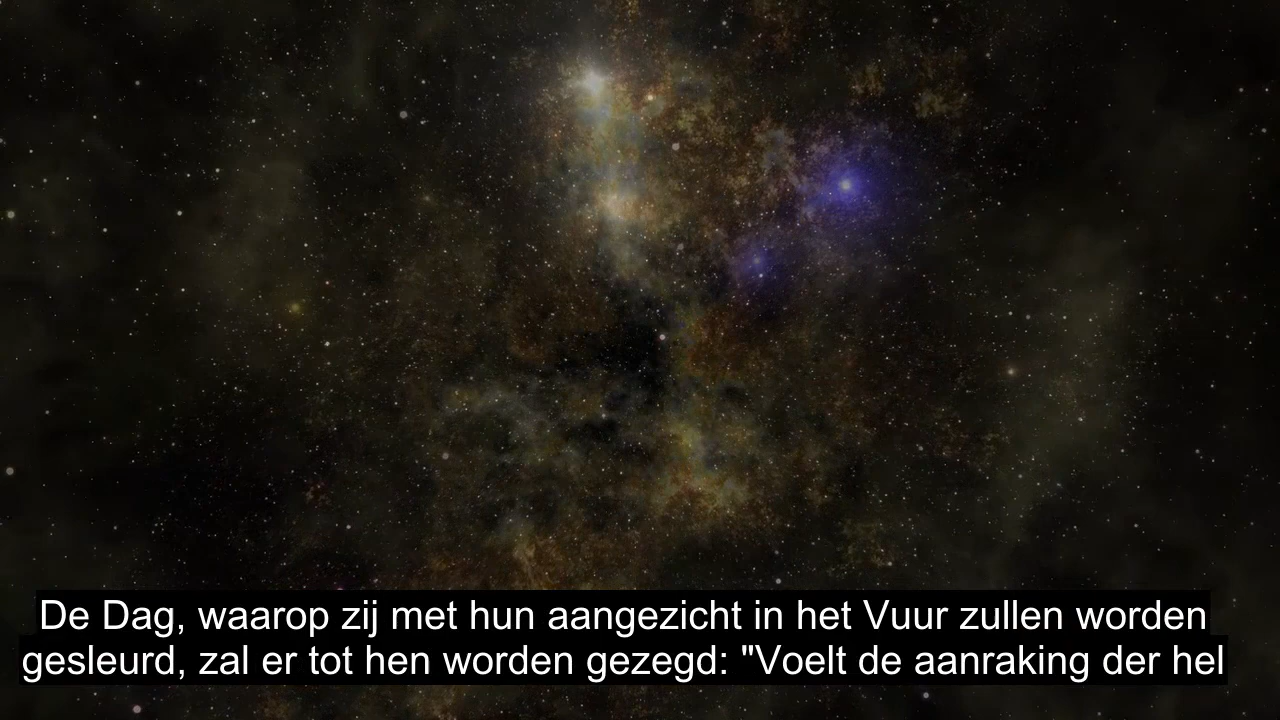 De Dag, waarop zij met hun aangezicht in het Vuur zullen worden
gesleurd, zal er tot hen worden gezegd: "Voelt de aanraking der hel